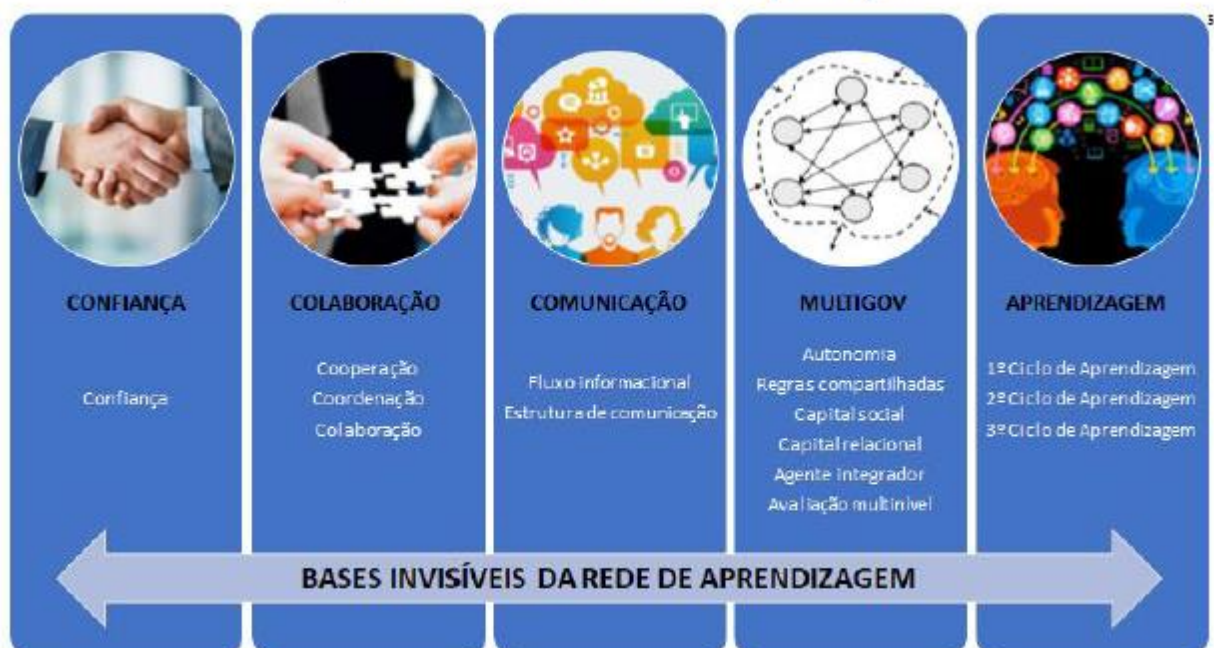 CONFIANÇA
Confiança
COLABORAÇÃO
Cooperação
Coordenação
Colaboração
COMUNICAÇÃO
Fluxo informacional
Estrutura de comunicação
MULTIGOV
Autonomia
Regras compartilhadas
Capital social
Capital relacional
Agente integrador
Avaliação multinível
APRENDIZAGEM
1º Ciclo de Aprendizagem
2º Ciclo de Aprendizagem
3º Ciclo de Aprendizagem
BASES INVISÍVEIS DA REDE DE APRENDIZAGEM